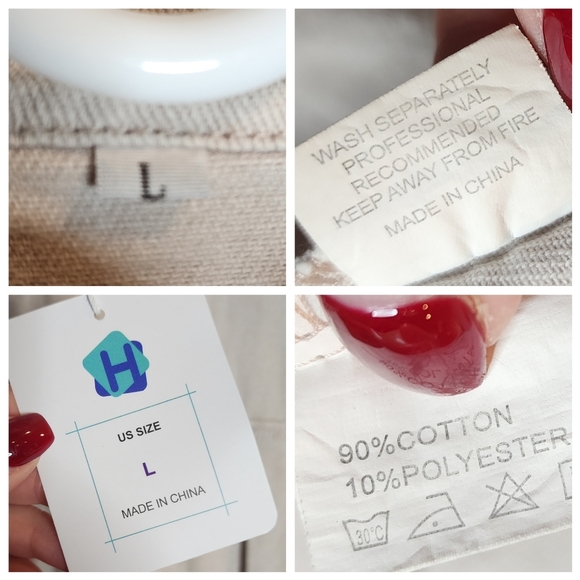 L
WASH SEPARATELY
PROFESSIONAL
RECOMMENDED
KEEP AWAY FROM FIRE
MADE IN CHINA
H
US SIZE
L
MADE IN CHINA
90%COTTON
10%POLYESTER
30°C